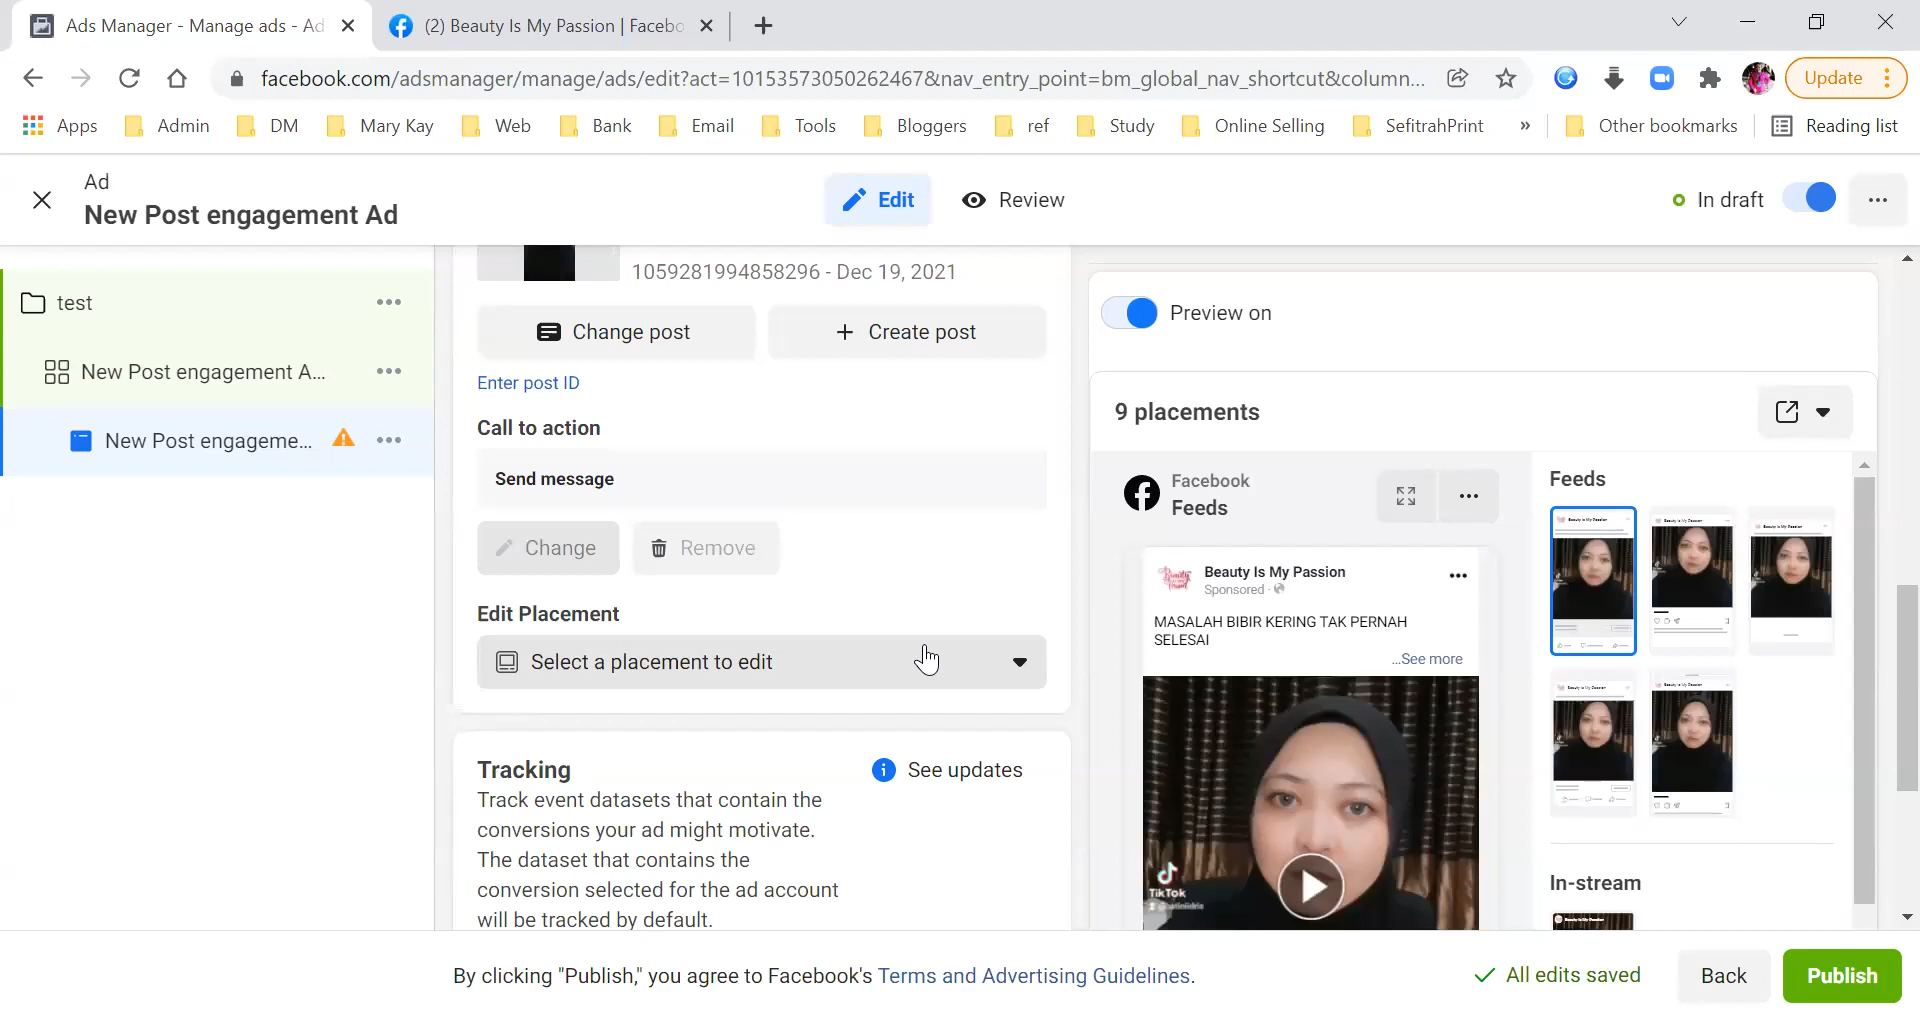 Ads Manager - Manage ads - Ad
(2) Beauty Is My Passion | Facebo
facebook.com/adsmanager/manage/ads/edit?act=10153573050262467&nav_entry_point=bm_global_nav_shortcut&column...
Update
Apps
Admin
DM
Mary Kay
Web
Bank
Email
Tools
Bloggers
ref
Study
Online Selling
SefitrahPrint
»
Other bookmarks
Reading list
Ad
New Post engagement Ad
Edit
Review
In draft
test
New Post engagement A...
New Post engageme...
1059281994858296 - Dec 19, 2021
Change post
+ Create post
Enter post ID
Call to action
Send message
Change
Remove
Edit Placement
Select a placement to edit
Tracking
See updates
Track event datasets that contain the
conversions your ad might motivate.
The dataset that contains the
conversion selected for the ad account
will be tracked by default.
Preview on
9 placements
Facebook
Feeds
Beauty Is My Passion
Sponsored ·
MASALAH BIBIR KERING TAK PERNAH
SELESAI
...See more
TikTok
Feeds
In-stream
By clicking "Publish," you agree to Facebook's Terms and Advertising Guidelines.
All edits saved
Back
Publish